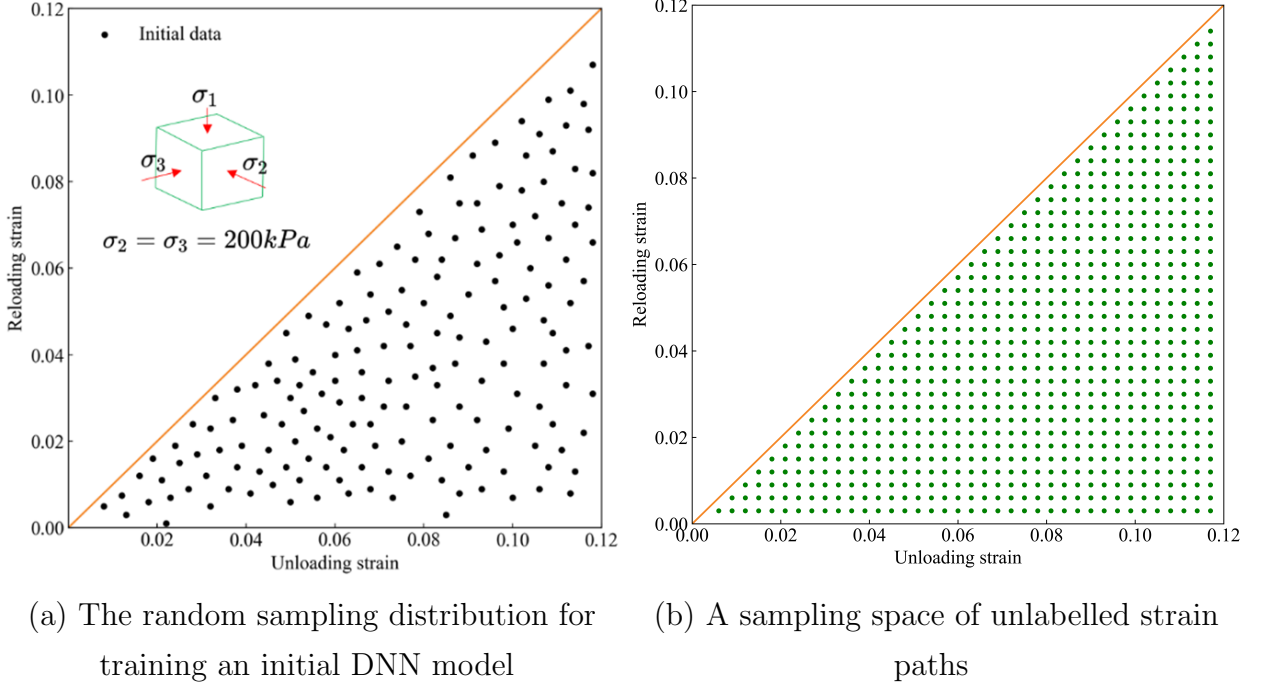 0.12
Initial data
0.10
σ1
σ3
σ2
0.08
σ2 = σ3 = 200kPa
0.06
0.04
0.02
0.00
Reloading strain
0.02 0.04 0.06 0.08 0.10 0.12
Unloading strain
(a) The random sampling distribution for
training an initial DNN model
0.12
0.10
0.08
0.06
0.04
0.02
0.00
Reloading strain
0.00 0.02 0.04 0.06 0.08 0.10 0.12
Unloading strain
(b) A sampling space of unlabelled strain
paths